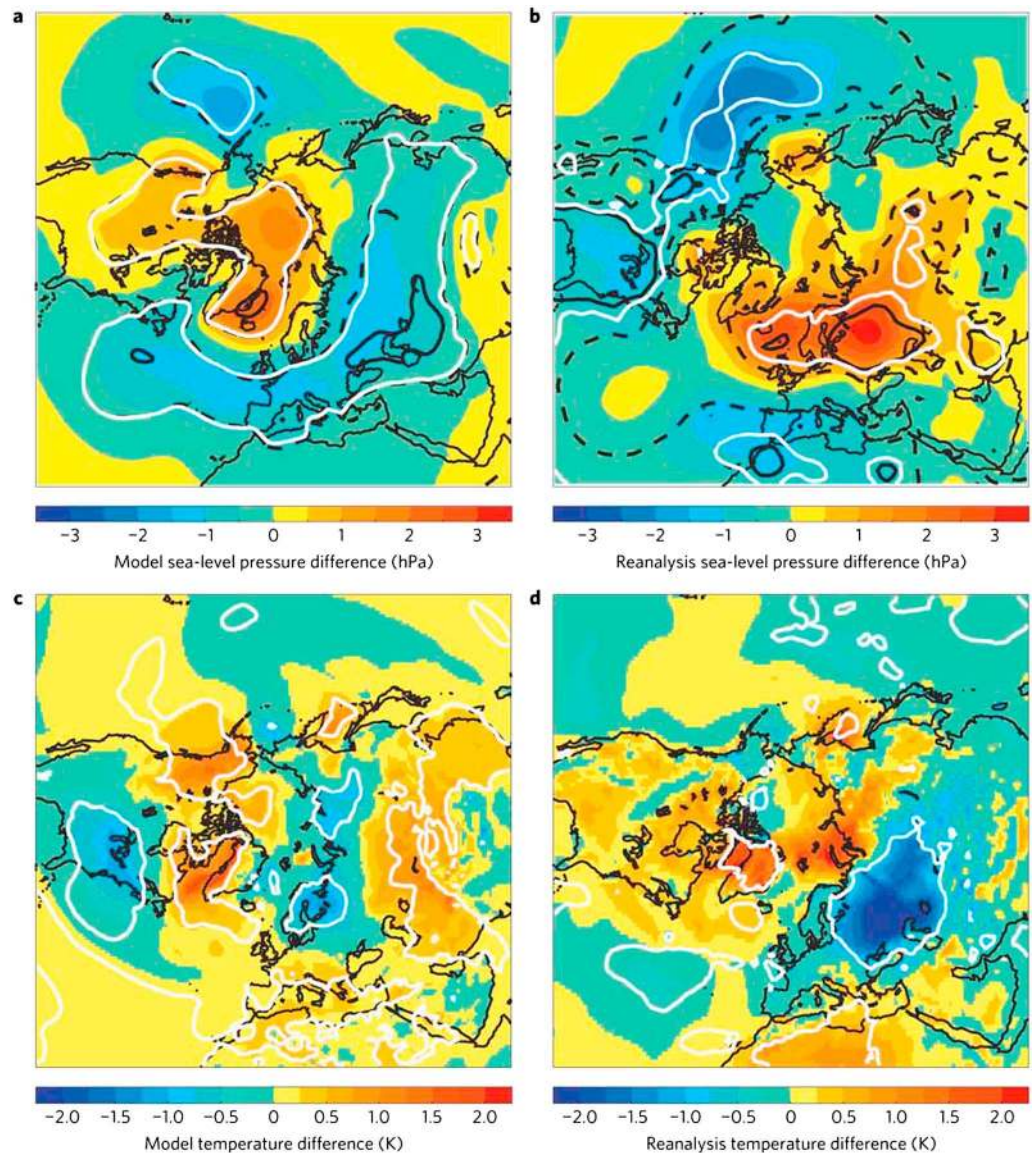 a
b
−3 −2 −1 0 1 2 3
Model sea-level pressure difference (hPa)
−3 −2 −1 0 1 2 3
Reanalysis sea-level pressure difference (hPa)
c
d
−2.0 −1.5 −1.0 −0.5 0 0.5 1.0 1.5 2.0
Model temperature difference (K)
−2.0 −1.5 −1.0 −0.5 0 0.5 1.0 1.5 2.0
Reanalysis temperature difference (K)